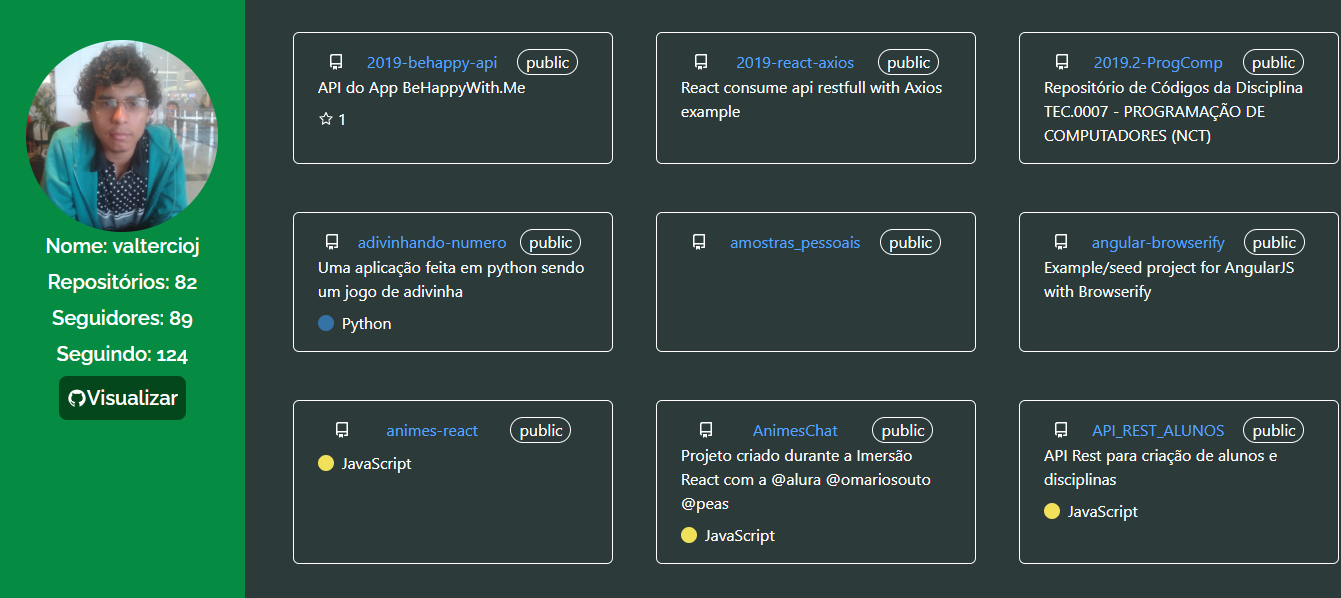 Nome: valtercioj
Repositórios: 82
Seguidores: 89
Seguindo: 124
Visualizar
2019-behappy-api public
API do App BeHappyWith.Me
1
2019-react-axios public
React consume api restfull with Axios
example
2019.2-ProgComp public
Repositório de Códigos da Disciplina
TEC.0007 - PROGRAMAÇÃO DE
COMPUTADORES (NCT)
adivinhando-numero public
Uma aplicação feita em python sendo
um jogo de adivinha
Python
amostras_pessoais public
angular-browserify public
Example/seed project for AngularJS
with Browserify
animes-react public
JavaScript
AnimesChat public
Projeto criado durante a Imersão
React com a @alura @omariosouto
@peas
JavaScript
API_REST_ALUNOS public
API Rest para criação de alunos e
disciplinas
JavaScript